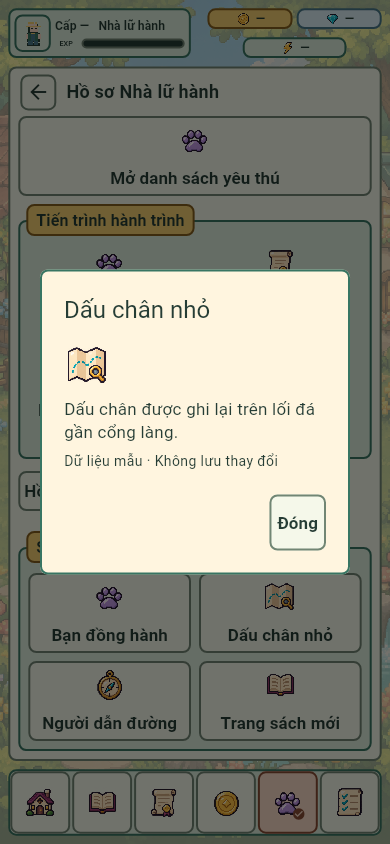 Cấp — Nhà lữ hành
EXP
—
—
—
Hồ sơ Nhà lữ hành
Mở danh sách yêu thú
Tiến trình hành trình
Dấu chân nhỏ
Dấu chân được ghi lại trên lối đá
gần cổng làng.
Dữ liệu mẫu · Không lưu thay đổi
Đóng
Bạn đồng hành
Dấu chân nhỏ
Người dẫn đường
Trang sách mới